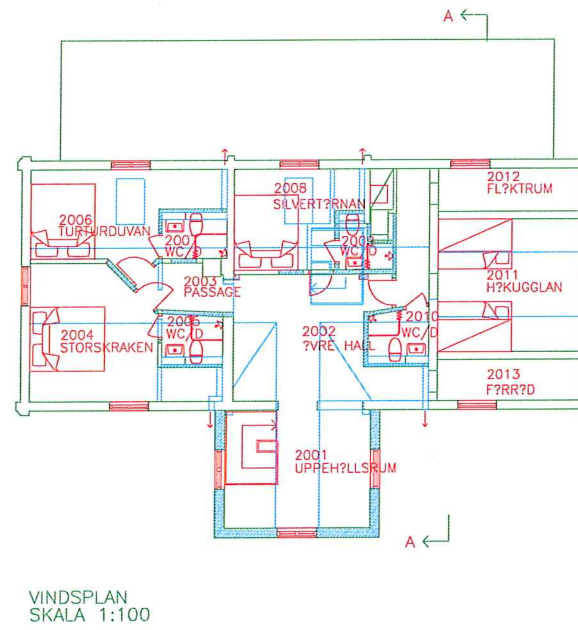 A
2012
FL?KTRUM
2008
SILVERT?RNAN
2006
TURTURDUVAN
2007
WC/D
2009
WC/D
2003
PASSAGE
2011
H?KUGGLAN
2004
STORSKRAKEN
2005
WC/D
2002
?VRE HALL
2010
WC/D
2013
F?RR?D
2001
UPPEH?LLSRUM
A
VINDSPLAN
SKALA 1:100